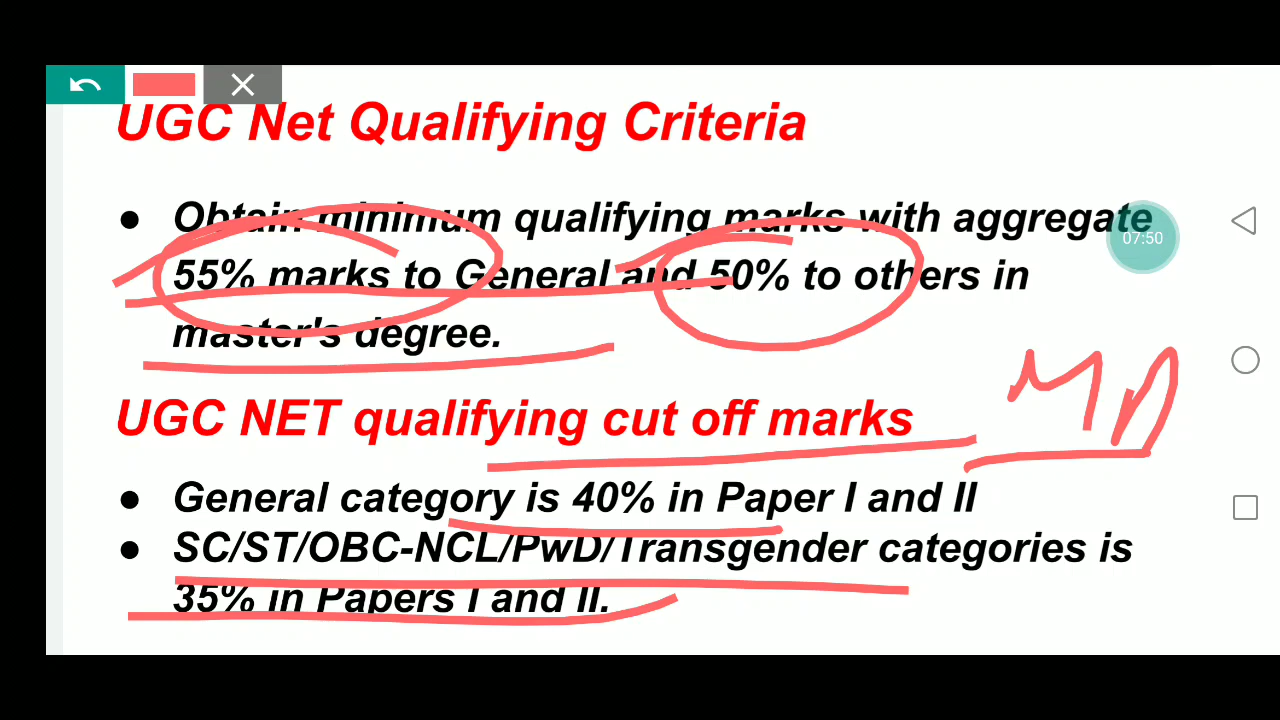 UGC Net Qualifying Criteria
● Obtain minimum qualifying marks with aggregate
07:50
55% marks to General and 50% to others in
master's degree.
MD
UGC NET qualifying cut off marks
● General category is 40% in Paper I and II
● SC/ST/OBC-NCL/PwD/Transgender categories is
35% in Papers I and II.